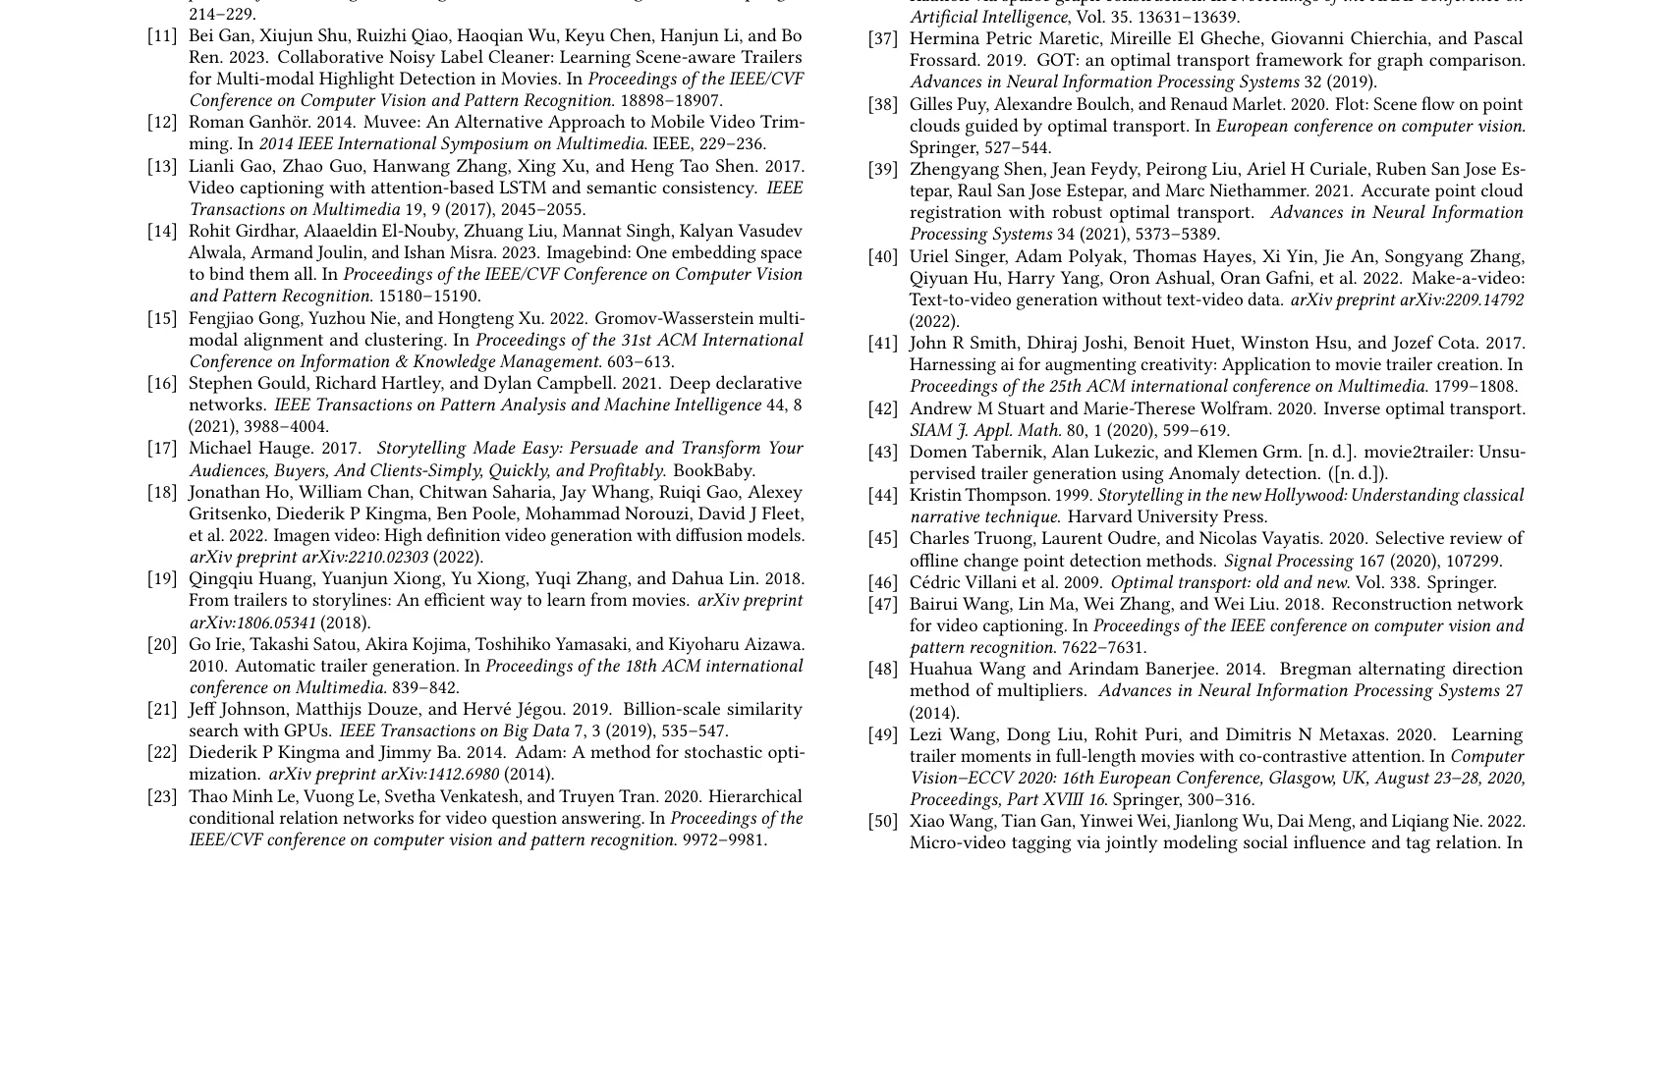 214–229.
[11] Bei Gan, Xiujun Shu, Ruizhi Qiao, Haoqian Wu, Keyu Chen, Hanjun Li, and Bo
Ren. 2023. Collaborative Noisy Label Cleaner: Learning Scene-aware Trailers
for Multi-modal Highlight Detection in Movies. In Proceedings of the IEEE/CVF
Conference on Computer Vision and Pattern Recognition. 18898–18907.
[12] Roman Ganhör. 2014. Muvee: An Alternative Approach to Mobile Video Trim-
ming. In 2014 IEEE International Symposium on Multimedia. IEEE, 229–236.
[13] Lianli Gao, Zhao Guo, Hanwang Zhang, Xing Xu, and Heng Tao Shen. 2017.
Video captioning with attention-based LSTM and semantic consistency. IEEE
Transactions on Multimedia 19, 9 (2017), 2045–2055.
[14] Rohit Girdhar, Alaaeldin El-Nouby, Zhuang Liu, Mannat Singh, Kalyan Vasudev
Alwala, Armand Joulin, and Ishan Misra. 2023. Imagebind: One embedding space
to bind them all. In Proceedings of the IEEE/CVF Conference on Computer Vision
and Pattern Recognition. 15180–15190.
[15] Fengjiao Gong, Yuzhou Nie, and Hongteng Xu. 2022. Gromov-Wasserstein multi-
modal alignment and clustering. In Proceedings of the 31st ACM International
Conference on Information & Knowledge Management. 603–613.
[16] Stephen Gould, Richard Hartley, and Dylan Campbell. 2021. Deep declarative
networks. IEEE Transactions on Pattern Analysis and Machine Intelligence 44, 8
(2021), 3988–4004.
[17] Michael Hauge. 2017. Storytelling Made Easy: Persuade and Transform Your
Audiences, Buyers, And Clients-Simply, Quickly, and Profitably. BookBaby.
[18] Jonathan Ho, William Chan, Chitwan Saharia, Jay Whang, Ruiqi Gao, Alexey
Gritsenko, Diederik P Kingma, Ben Poole, Mohammad Norouzi, David J Fleet,
et al. 2022. Imagen video: High definition video generation with diffusion models.
arXiv preprint arXiv:2210.02303 (2022).
[19] Qingqiu Huang, Yuanjun Xiong, Yu Xiong, Yuqi Zhang, and Dahua Lin. 2018.
From trailers to storylines: An efficient way to learn from movies. arXiv preprint
arXiv:1806.05341 (2018).
[20] Go Irie, Takashi Satou, Akira Kojima, Toshihiko Yamasaki, and Kiyoharu Aizawa.
2010. Automatic trailer generation. In Proceedings of the 18th ACM international
conference on Multimedia. 839–842.
[21] Jeff Johnson, Matthijs Douze, and Hervé Jégou. 2019. Billion-scale similarity
search with GPUs. IEEE Transactions on Big Data 7, 3 (2019), 535–547.
[22] Diederik P Kingma and Jimmy Ba. 2014. Adam: A method for stochastic opti-
mization. arXiv preprint arXiv:1412.6980 (2014).
[23] Thao Minh Le, Vuong Le, Svetha Venkatesh, and Truyen Tran. 2020. Hierarchical
conditional relation networks for video question answering. In Proceedings of the
IEEE/CVF conference on computer vision and pattern recognition. 9972–9981.
Artificial Intelligence, Vol. 35. 13631–13639.
[37] Hermina Petric Maretic, Mireille El Gheche, Giovanni Chierchia, and Pascal
Frossard. 2019. GOT: an optimal transport framework for graph comparison.
Advances in Neural Information Processing Systems 32 (2019).
[38] Gilles Puy, Alexandre Boulch, and Renaud Marlet. 2020. Flot: Scene flow on point
clouds guided by optimal transport. In European conference on computer vision.
Springer, 527–544.
[39] Zhengyang Shen, Jean Feydy, Peirong Liu, Ariel H Curiale, Ruben San Jose Es-
tepar, Raul San Jose Estepar, and Marc Niethammer. 2021. Accurate point cloud
registration with robust optimal transport. Advances in Neural Information
Processing Systems 34 (2021), 5373–5389.
[40] Uriel Singer, Adam Polyak, Thomas Hayes, Xi Yin, Jie An, Songyang Zhang,
Qiyuan Hu, Harry Yang, Oron Ashual, Oran Gafni, et al. 2022. Make-a-video:
Text-to-video generation without text-video data. arXiv preprint arXiv:2209.14792
(2022).
[41] John R Smith, Dhiraj Joshi, Benoit Huet, Winston Hsu, and Jozef Cota. 2017.
Harnessing ai for augmenting creativity: Application to movie trailer creation. In
Proceedings of the 25th ACM international conference on Multimedia. 1799–1808.
[42] Andrew M Stuart and Marie-Therese Wolfram. 2020. Inverse optimal transport.
SIAM J. Appl. Math. 80, 1 (2020), 599–619.
[43] Domen Tabernik, Alan Lukezic, and Klemen Grm. [n. d.]. movie2trailer: Unsu-
pervised trailer generation using Anomaly detection. ([n. d.]).
[44] Kristin Thompson. 1999. Storytelling in the new Hollywood: Understanding classical
narrative technique. Harvard University Press.
[45] Charles Truong, Laurent Oudre, and Nicolas Vayatis. 2020. Selective review of
offline change point detection methods. Signal Processing 167 (2020), 107299.
[46] Cédric Villani et al. 2009. Optimal transport: old and new. Vol. 338. Springer.
[47] Bairui Wang, Lin Ma, Wei Zhang, and Wei Liu. 2018. Reconstruction network
for video captioning. In Proceedings of the IEEE conference on computer vision and
pattern recognition. 7622–7631.
[48] Huahua Wang and Arindam Banerjee. 2014. Bregman alternating direction
method of multipliers. Advances in Neural Information Processing Systems 27
(2014).
[49] Lezi Wang, Dong Liu, Rohit Puri, and Dimitris N Metaxas. 2020. Learning
trailer moments in full-length movies with co-contrastive attention. In Computer
Vision–ECCV 2020: 16th European Conference, Glasgow, UK, August 23–28, 2020,
Proceedings, Part XVIII 16. Springer, 300–316.
[50] Xiao Wang, Tian Gan, Yinwei Wei, Jianlong Wu, Dai Meng, and Liqiang Nie. 2022.
Micro-video tagging via jointly modeling social influence and tag relation. In